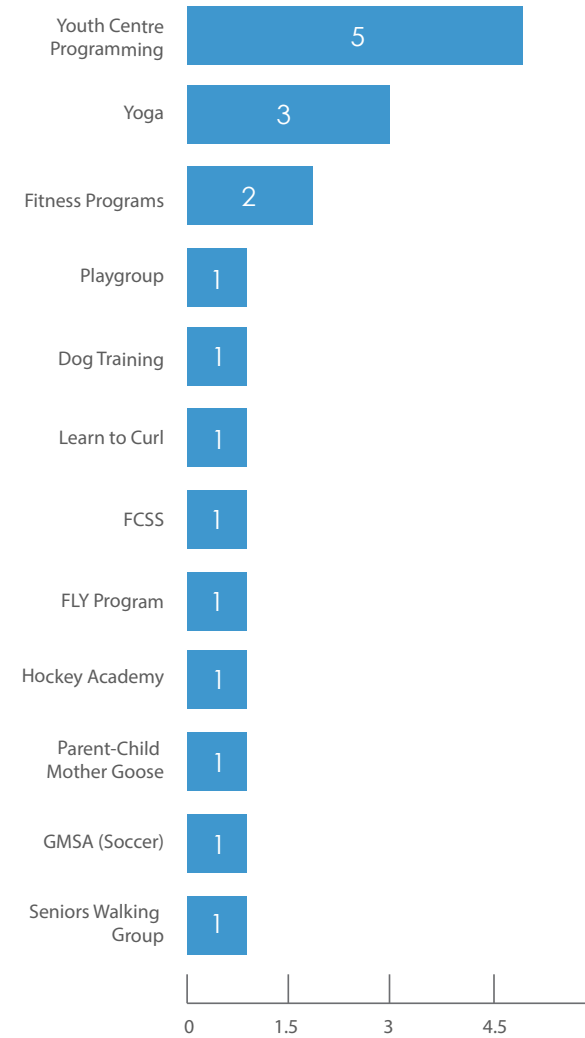 Youth Centre
Programming
5
Yoga
3
Fitness Programs
2
Playgroup
1
Dog Training
1
Learn to Curl
1
FCSS
1
FLY Program
1
Hockey Academy
1
Parent-Child
Mother Goose
1
GMSA (Soccer)
1
Seniors Walking
Group
1
0 1.5 3 4.5